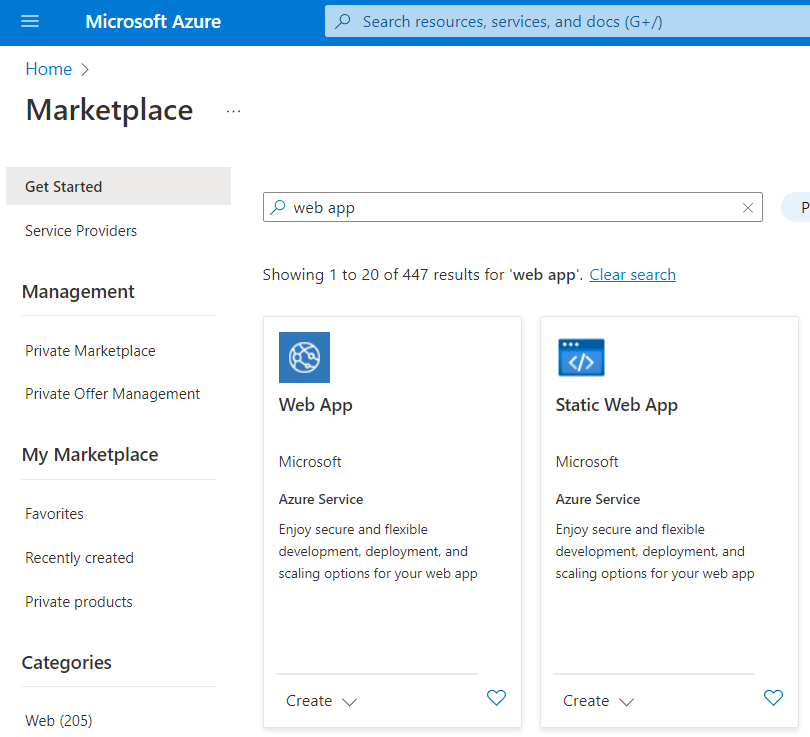 Microsoft Azure
Search resources, services, and docs (G+/)
Home
Marketplace
...
Get Started
Service Providers
Management
Private Marketplace
Private Offer Management
My Marketplace
Favorites
Recently created
Private products
Categories
Web (205)
web app
P
Showing 1 to 20 of 447 results for 'web app'. Clear search
Web App
Microsoft
Azure Service
Enjoy secure and flexible
development, deployment, and
scaling options for your web app
Create
Static Web App
Microsoft
Azure Service
Enjoy secure and flexible
development, deployment, and
scaling options for your web app
Create